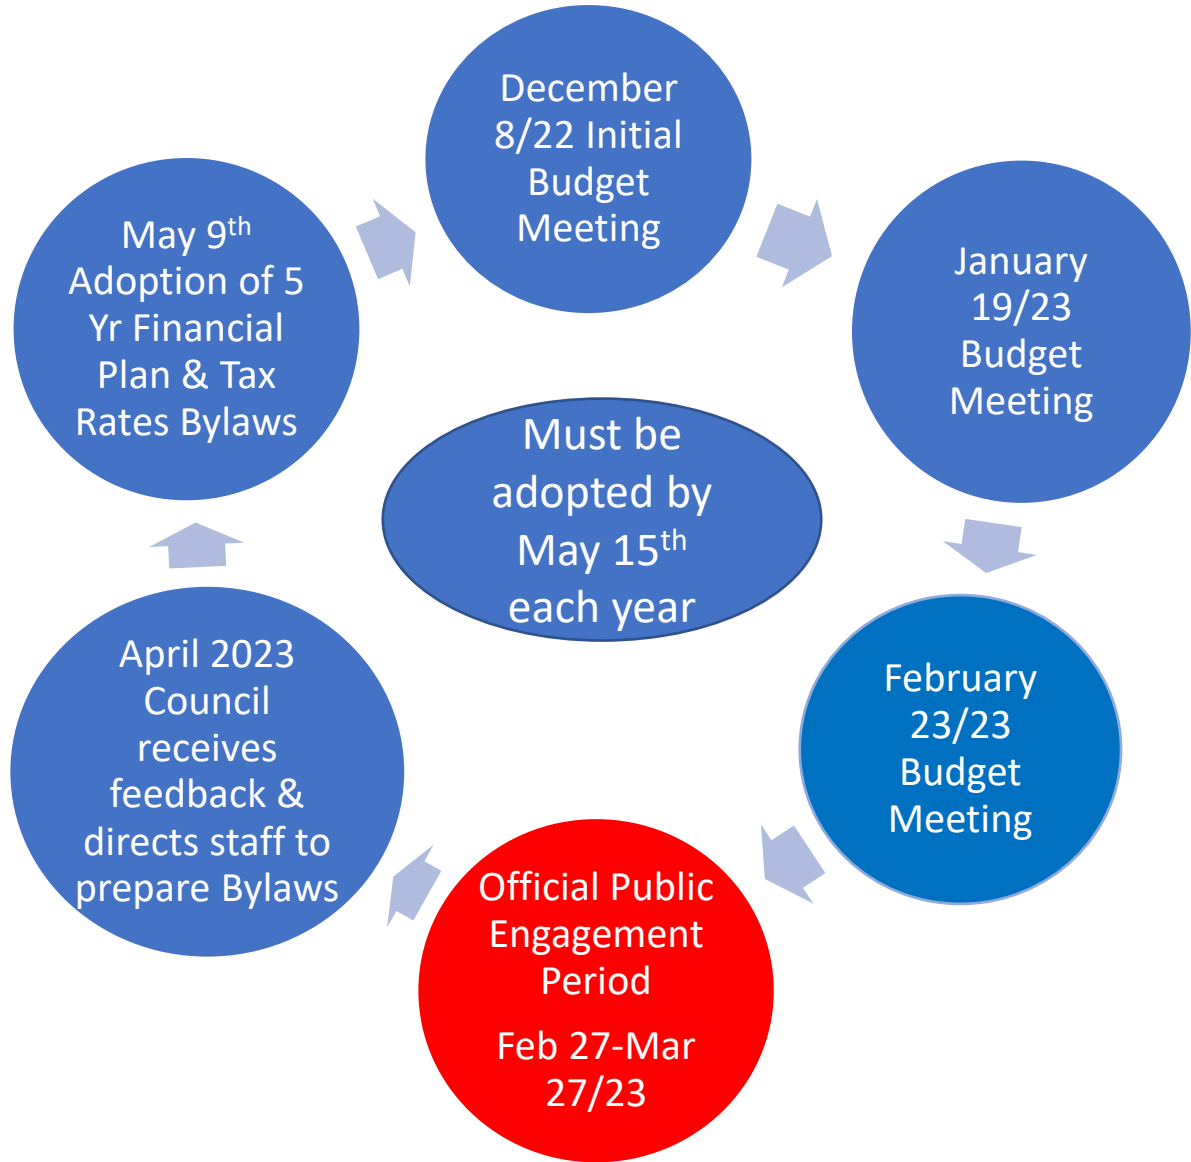 December
8/22 Initial
Budget
Meeting
January
19/23
Budget
Meeting
February
23/23
Budget
Meeting
Official Public
Engagement
Period
Feb 27-Mar
27/23
April 2023
Council
receives
feedback &
directs staff to
prepare Bylaws
May 9th
Adoption of 5
Yr Financial
Plan & Tax
Rates Bylaws
Must be
adopted by
May 15th
each year